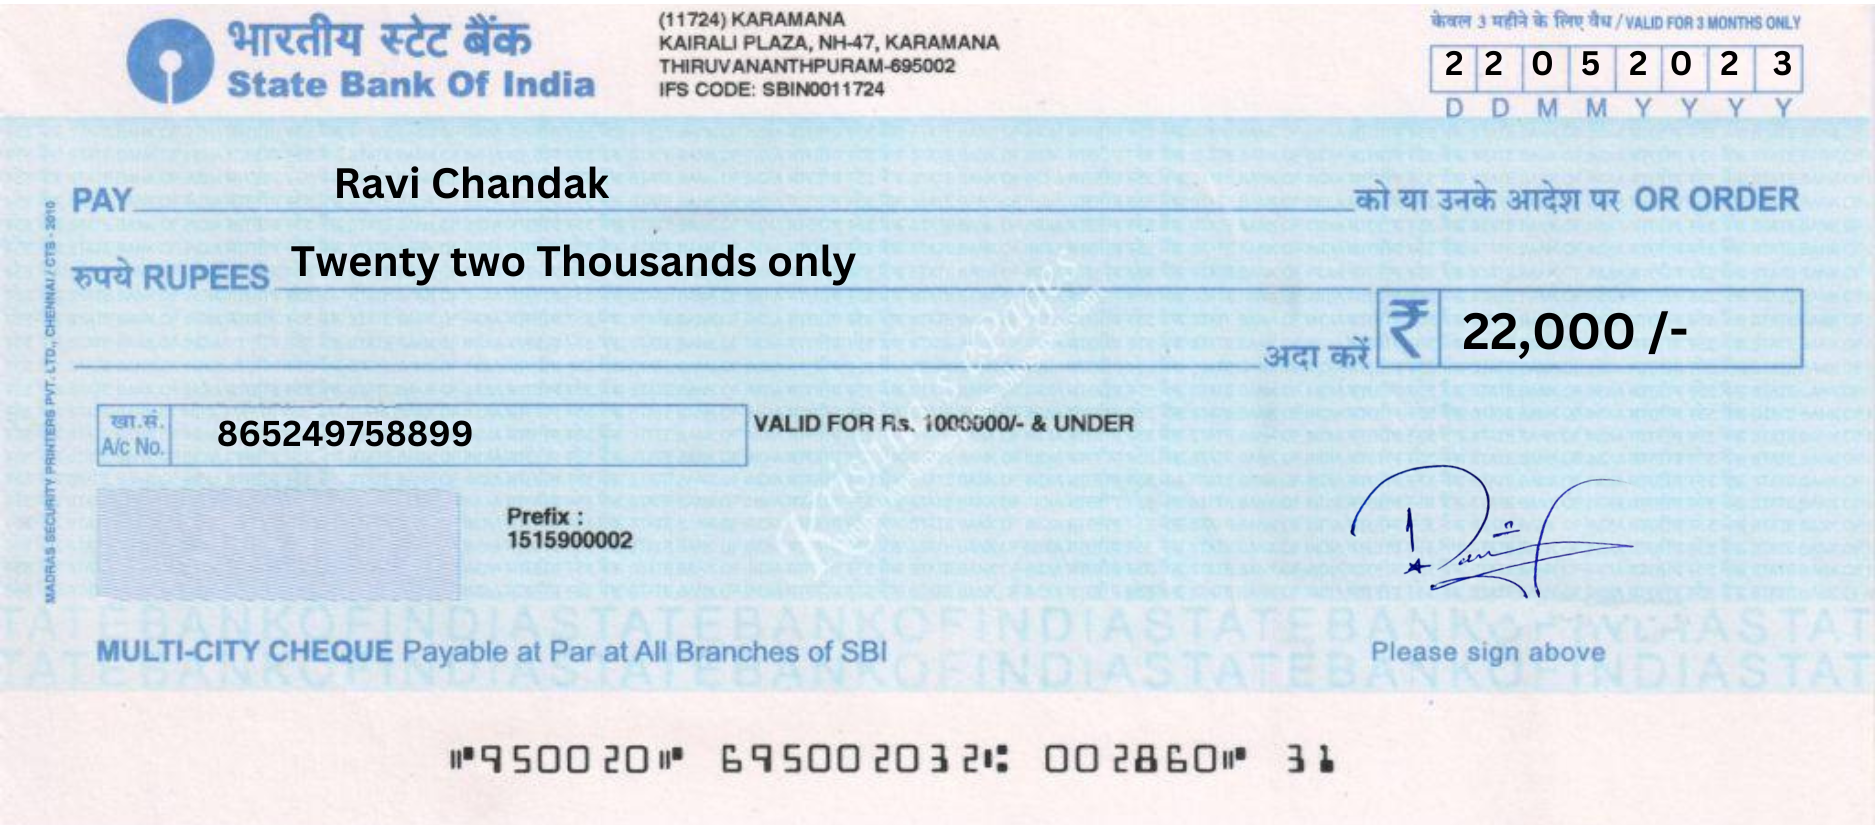 भारतीय स्टेट बैंक
State Bank Of India
(11724) KARAMANA
KAIRALI PLAZA, NH-47, KARAMANA
THIRUVANANTHPURAM-695002
IFS CODE: SBIN0011724
केवल 3 महीने के लिए वैध / VALID FOR 3 MONTHS ONLY
2 2 0 5 2 0 2 3
D D M M Y Y Y Y
PAY Ravi Chandak को या उनके आदेश पर OR ORDER
रुपये RUPEES Twenty two Thousands only
अदा करें ₹ 22,000 /-
खा.सं.
A/c No. 865249758899
VALID FOR Rs. 1000000/- & UNDER
MADRAS SECURITY PRINTERS PVT. LTD., CHENNAI / CTS - 2010
Prefix :
1515900002
MULTI-CITY CHEQUE Payable at Par at All Branches of SBI
Please sign above
⑈950020⑈ 695002032⑆ 002860⑈ 31